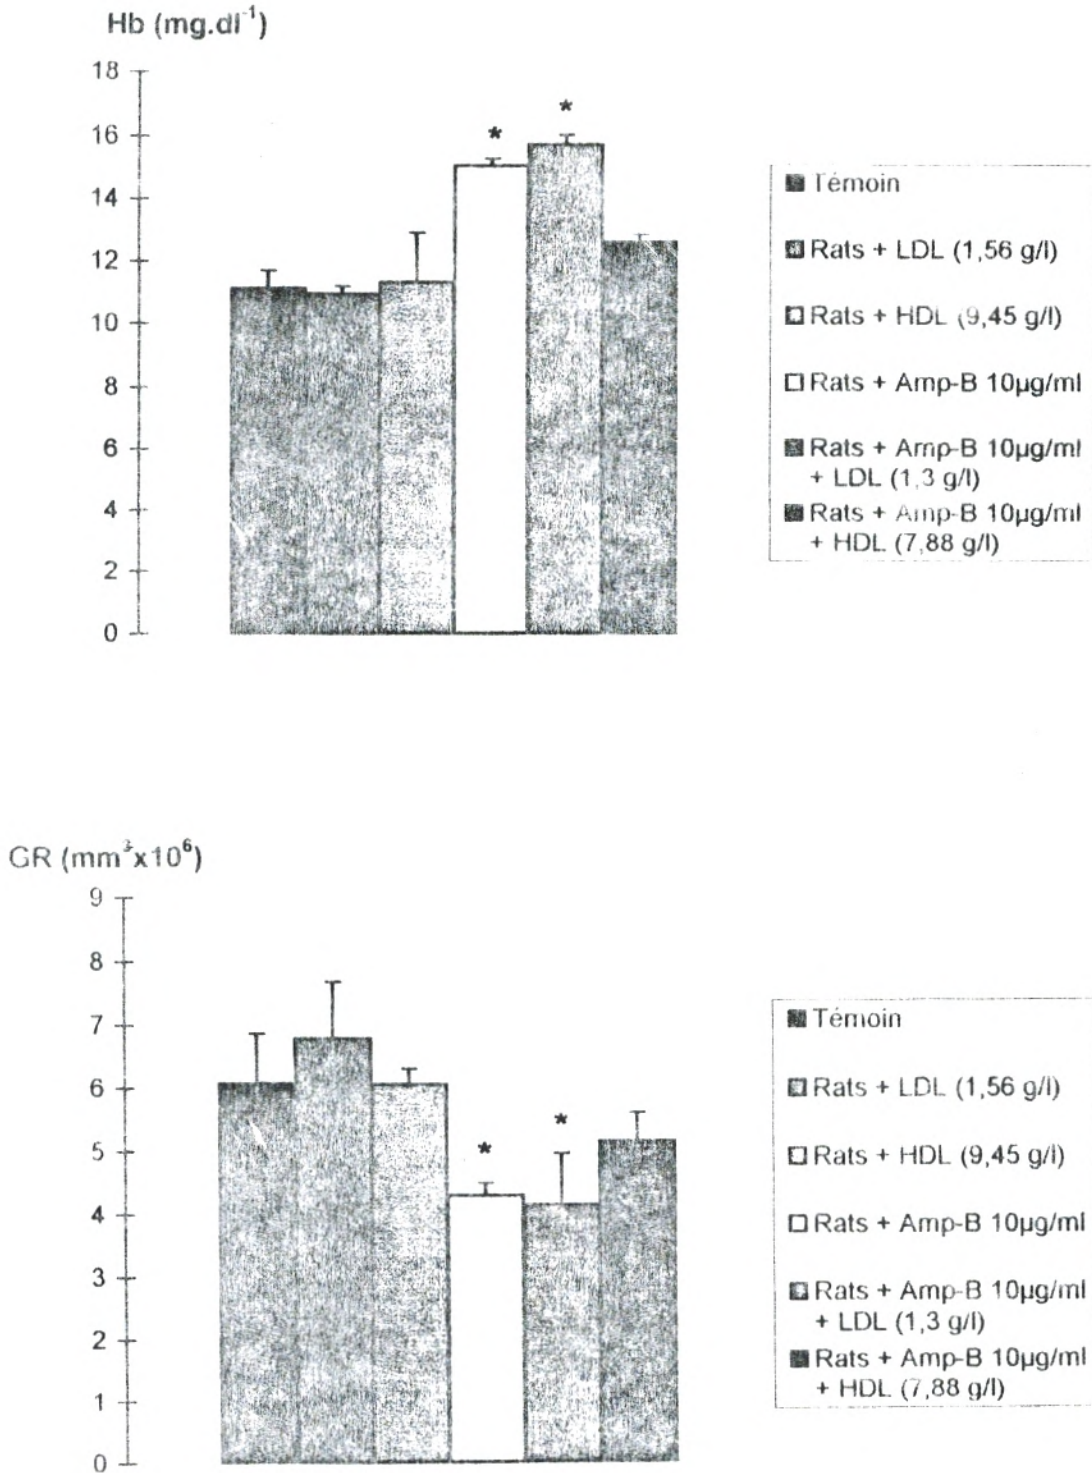 Hb (mg.dl⁻¹)
18
16
14
12
10
8
6
4
2
0
*
*
Témoin
Rats + LDL (1,56 g/l)
Rats + HDL (9,45 g/l)
Rats + Amp-B 10µg/ml
Rats + Amp-B 10µg/ml
+ LDL (1,3 g/l)
Rats + Amp-B 10µg/ml
+ HDL (7,88 g/l)
GR (mm³x10⁶)
9
8
7
6
5
4
3
2
1
0
*
*
Témoin
Rats + LDL (1,56 g/l)
Rats + HDL (9,45 g/l)
Rats + Amp-B 10µg/ml
Rats + Amp-B 10µg/ml
+ LDL (1,3 g/l)
Rats + Amp-B 10µg/ml
+ HDL (7,88 g/l)